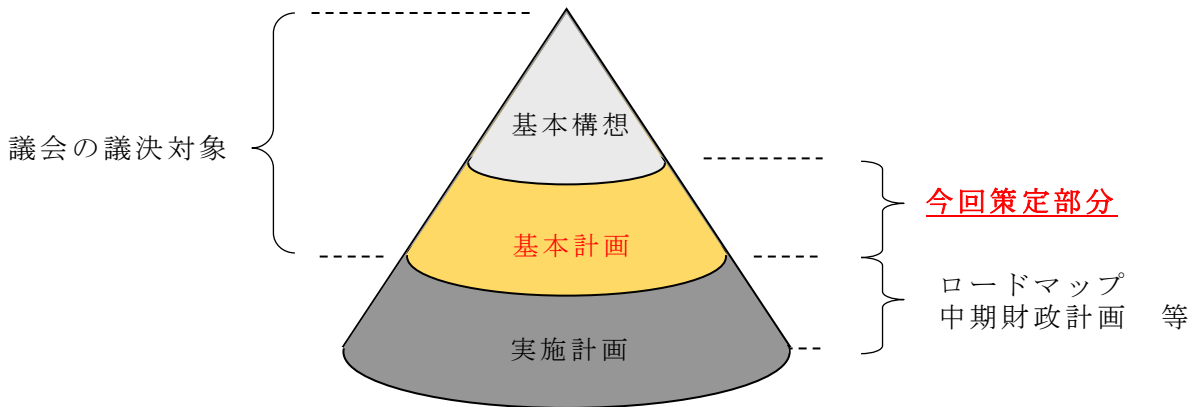 基本構想
議会の議決対象
今回策定部分
基本計画
ロードマップ
中期財政計画　等
実施計画